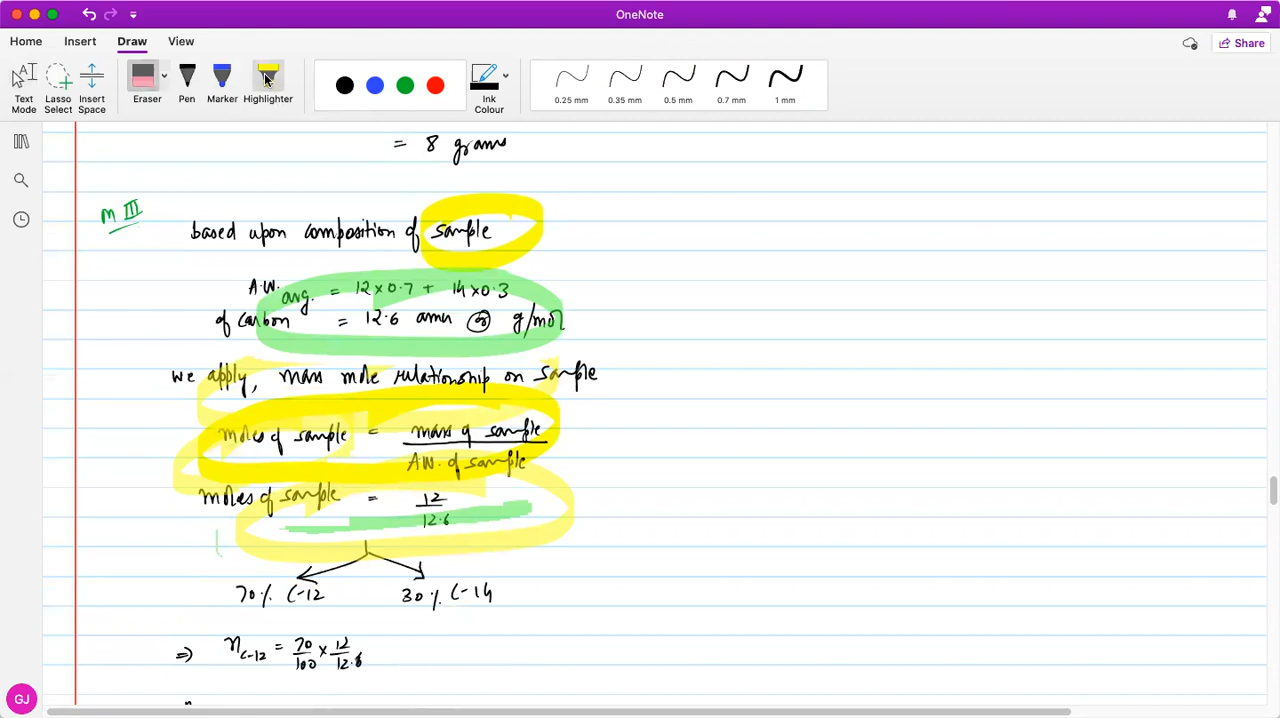 OneNote
Home Insert Draw View
Share
Text Mode
Lasso Select
Insert Space
Eraser
Pen
Marker
Highlighter
Ink Colour
0.25 mm 0.35 mm 0.5 mm 0.7 mm 1 mm
= 8 grams
M III
based upon composition of sample
A.W. avg. = 12 × 0.7 + 14 × 0.3
of carbon = 12.6 amu or g/mol
we apply, mass mole relationship on sample
moles of sample = mass of sample
AW. of sample
moles of sample = 12
12.6
70% C-12 30% C-14
⇒ nC-12 = 70/100 × 12/12.6
GJ